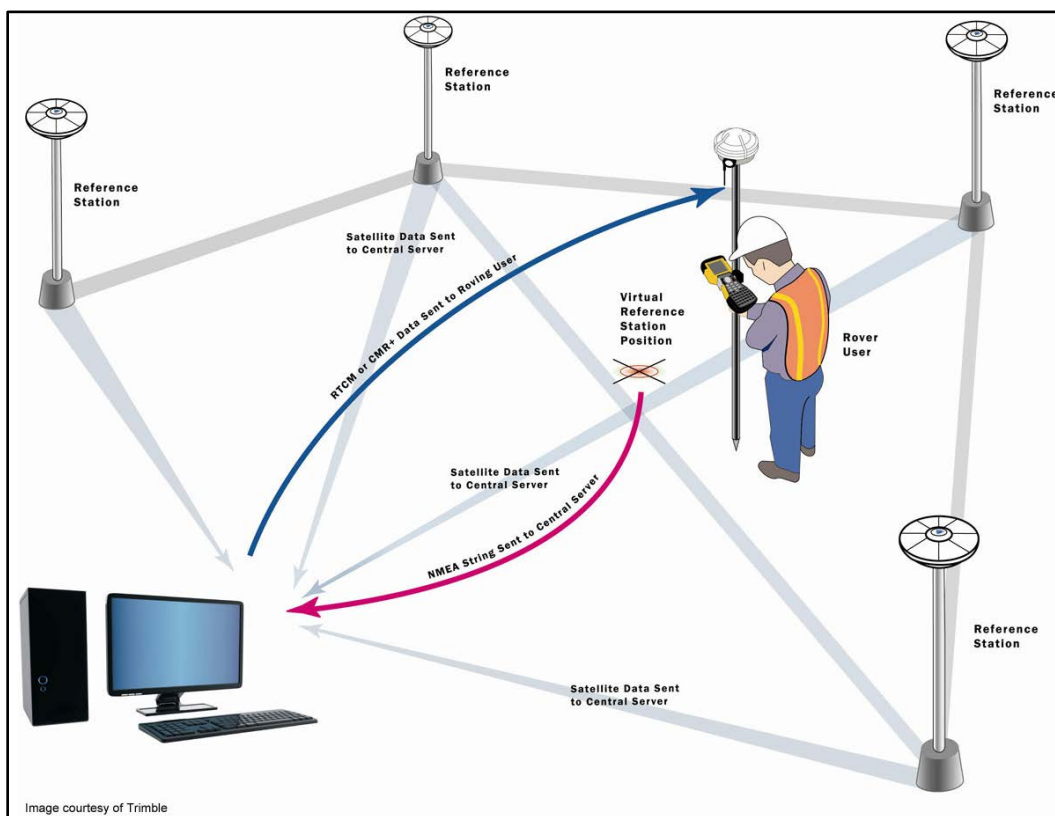 Reference
Station
Reference
Station
Reference
Station
Reference
Station
Satellite Data Sent
to Central Server
RTCM or CMR+ Data Sent to Roving User
Virtual
Reference
Station
Position
Rover
User
Satellite Data Sent
to Central Server
NMEA String Sent to Central Server
Reference
Station
Satellite Data Sent
to Central Server
Image courtesy of Trimble